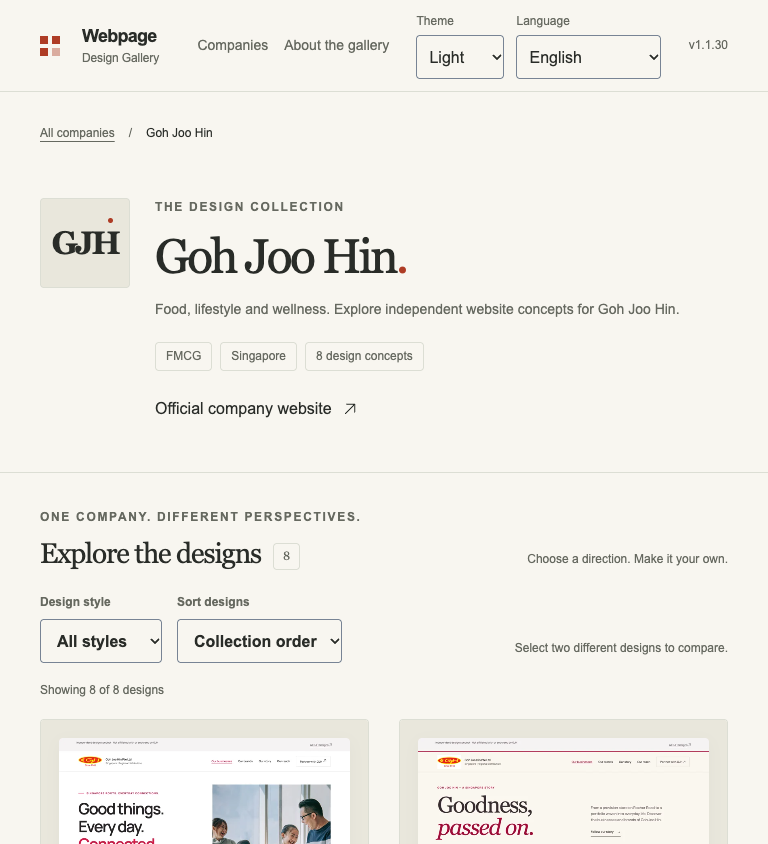 Webpage
Design Gallery
Companies
About the gallery
Theme
Light
Language
English
v1.1.30
All companies / Goh Joo Hin
GJH
THE DESIGN COLLECTION
Goh Joo Hin.
Food, lifestyle and wellness. Explore independent website concepts for Goh Joo Hin.
FMCG
Singapore
8 design concepts
Official company website
ONE COMPANY. DIFFERENT PERSPECTIVES.
Explore the designs 8
Choose a direction. Make it your own.
Design style
All styles
Sort designs
Collection order
Select two different designs to compare.
Showing 8 of 8 designs
Good things.
Every day.
Connected.
Goodness,
passed on.